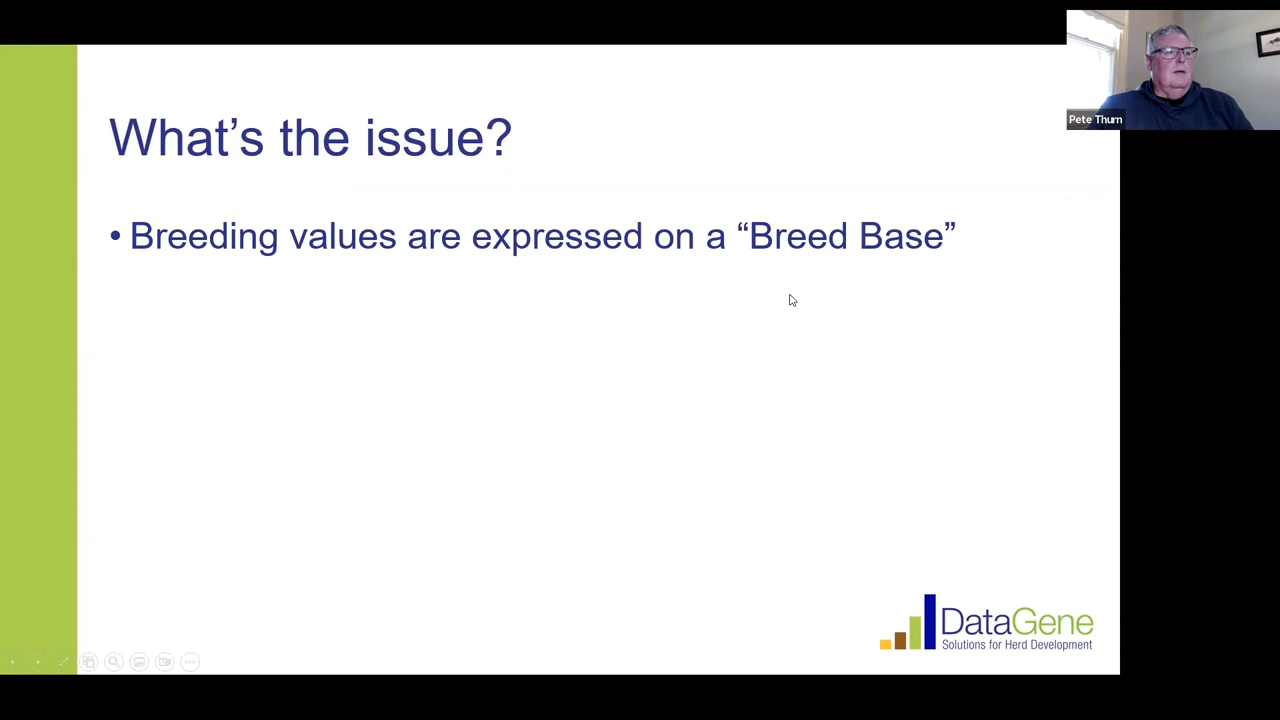 Pete Thurn
What's the issue?
• Breeding values are expressed on a “Breed Base”
DataGene
Solutions for Herd Development